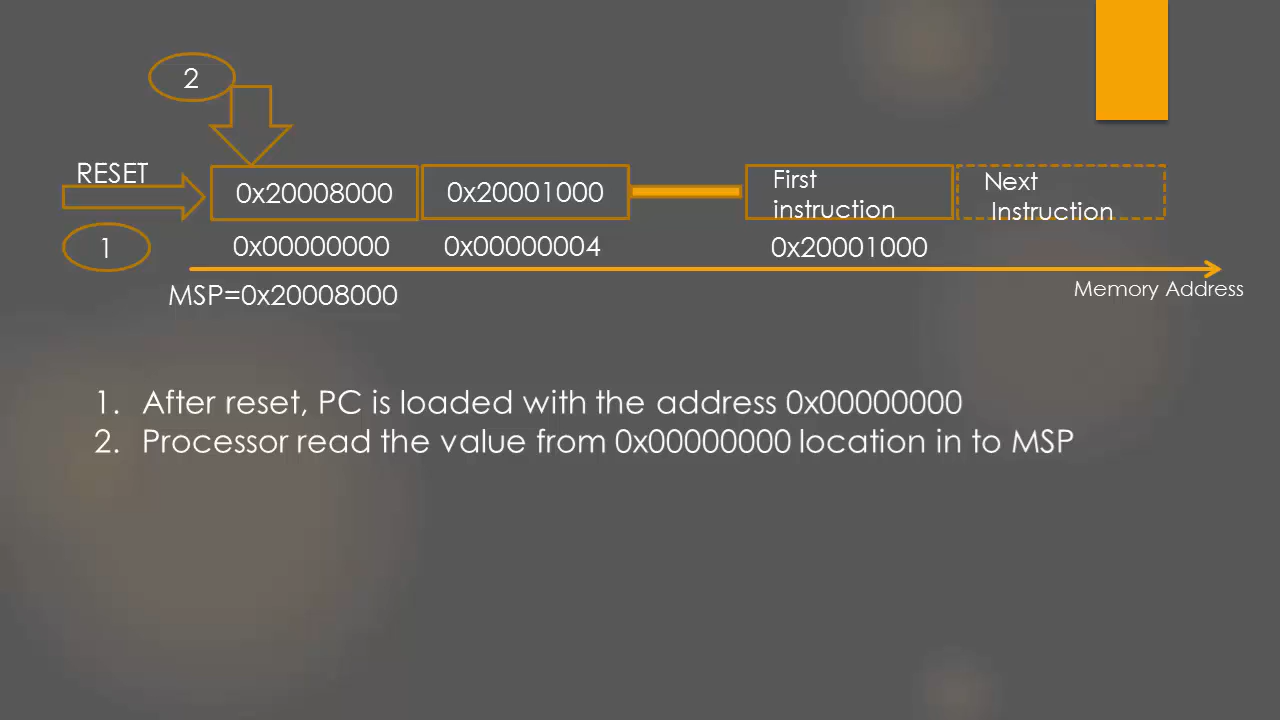 2
RESET
0x20008000
0x20001000
First
instruction
Next
Instruction
1
0x00000000
0x00000004
0x20001000
MSP=0x20008000
Memory Address
1. After reset, PC is loaded with the address 0x00000000
2. Processor read the value from 0x00000000 location in to MSP